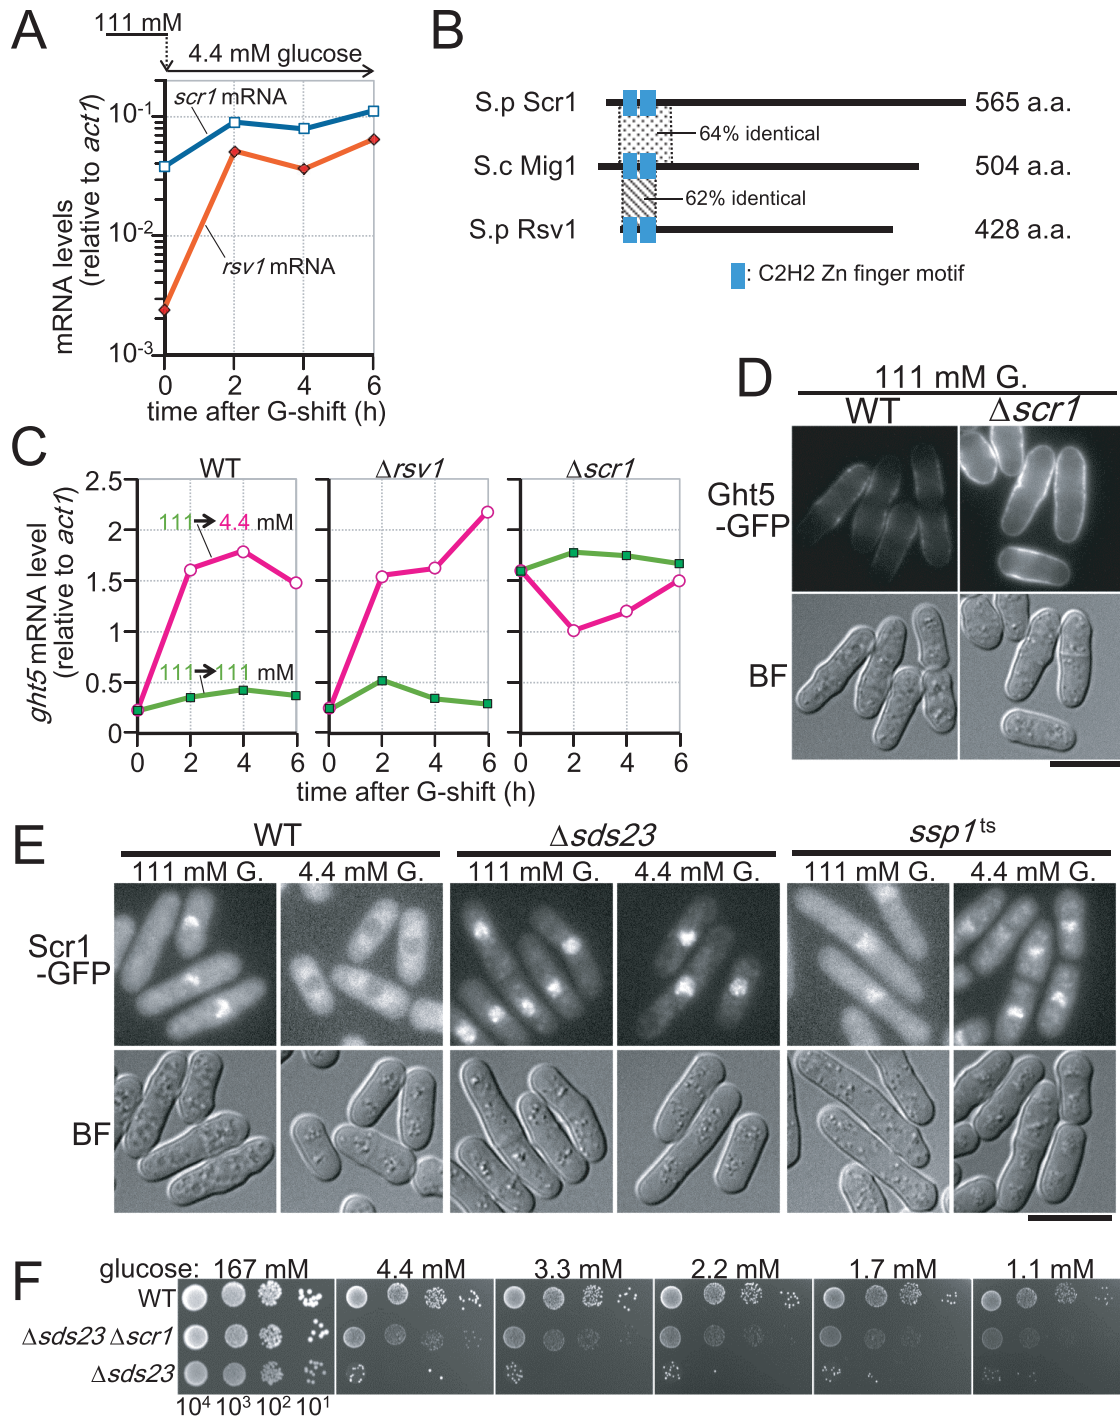 A
111 mM
4.4 mM glucose
scr1 mRNA
rsv1 mRNA
10-1
10-2
10-3
mRNA levels
(relative to act1)
0 2 4 6
time after G-shift (h)
B
S.p Scr1 565 a.a.
64% identical
S.c Mig1 504 a.a.
62% identical
S.p Rsv1 428 a.a.
: C2H2 Zn finger motif
C
WT Δrsv1 Δscr1
2.5
2
1.5
1
0.5
0
ght5 mRNA level
(relative to act1)
111→4.4 mM
111→111 mM
0 2 4 6 0 2 4 6 0 2 4 6
time after G-shift (h)
D
111 mM G.
WT Δscr1
Ght5
-GFP
BF
E
WT Δsds23 ssp1ts
111 mM G. 4.4 mM G. 111 mM G. 4.4 mM G. 111 mM G. 4.4 mM G.
Scr1
-GFP
BF
F
glucose: 167 mM 4.4 mM 3.3 mM 2.2 mM 1.7 mM 1.1 mM
WT
Δsds23 Δscr1
Δsds23
10⁴ 10³ 10² 10¹